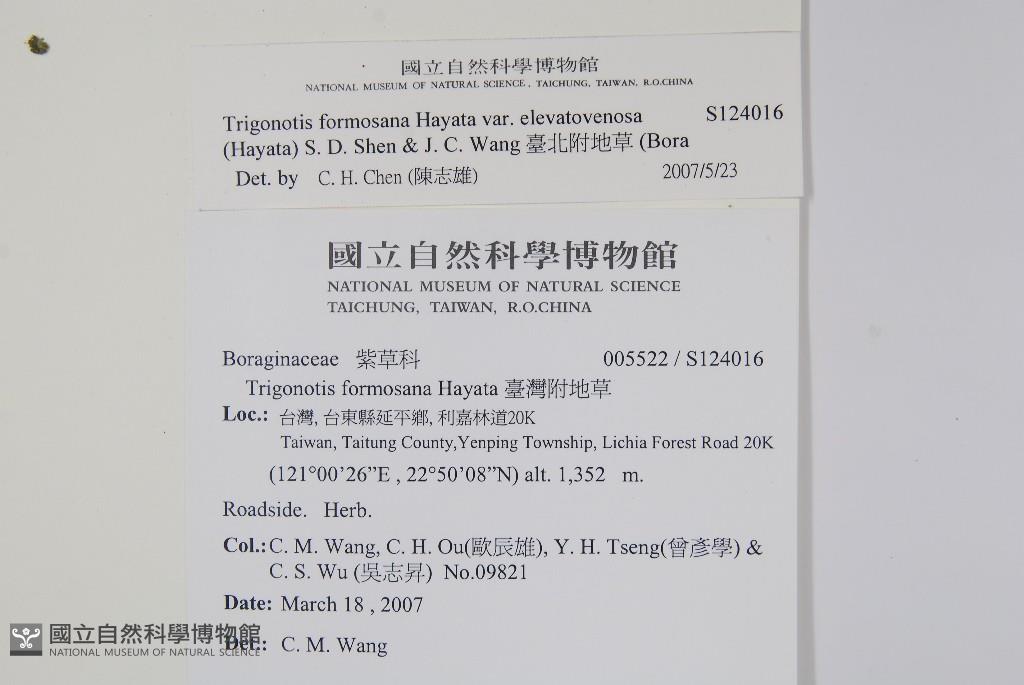 國立自然科學博物館
NATIONAL MUSEUM OF NATURAL SCIENCE, TAICHUNG, TAIWAN, R.O.CHINA
Trigonotis formosana Hayata var. elevatovenosa S124016
(Hayata) S. D. Shen & J. C. Wang 臺北附地草 (Bora
Det. by C. H. Chen (陳志雄) 2007/5/23
國立自然科學博物館
NATIONAL MUSEUM OF NATURAL SCIENCE
TAICHUNG, TAIWAN, R.O.CHINA
Boraginaceae 紫草科 005522 / S124016
Trigonotis formosana Hayata 臺灣附地草
Loc.: 台灣, 台東縣延平鄉, 利嘉林道20K
Taiwan, Taitung County,Yenping Township, Lichia Forest Road 20K
(121°00’26”E , 22°50’08”N) alt. 1,352 m.
Roadside. Herb.
Col.: C. M. Wang, C. H. Ou(歐辰雄), Y. H. Tseng(曾彥學) &
C. S. Wu (吳志昇) No.09821
Date: March 18 , 2007
Det.: C. M. Wang
國立自然科學博物館
NATIONAL MUSEUM OF NATURAL SCIENCE